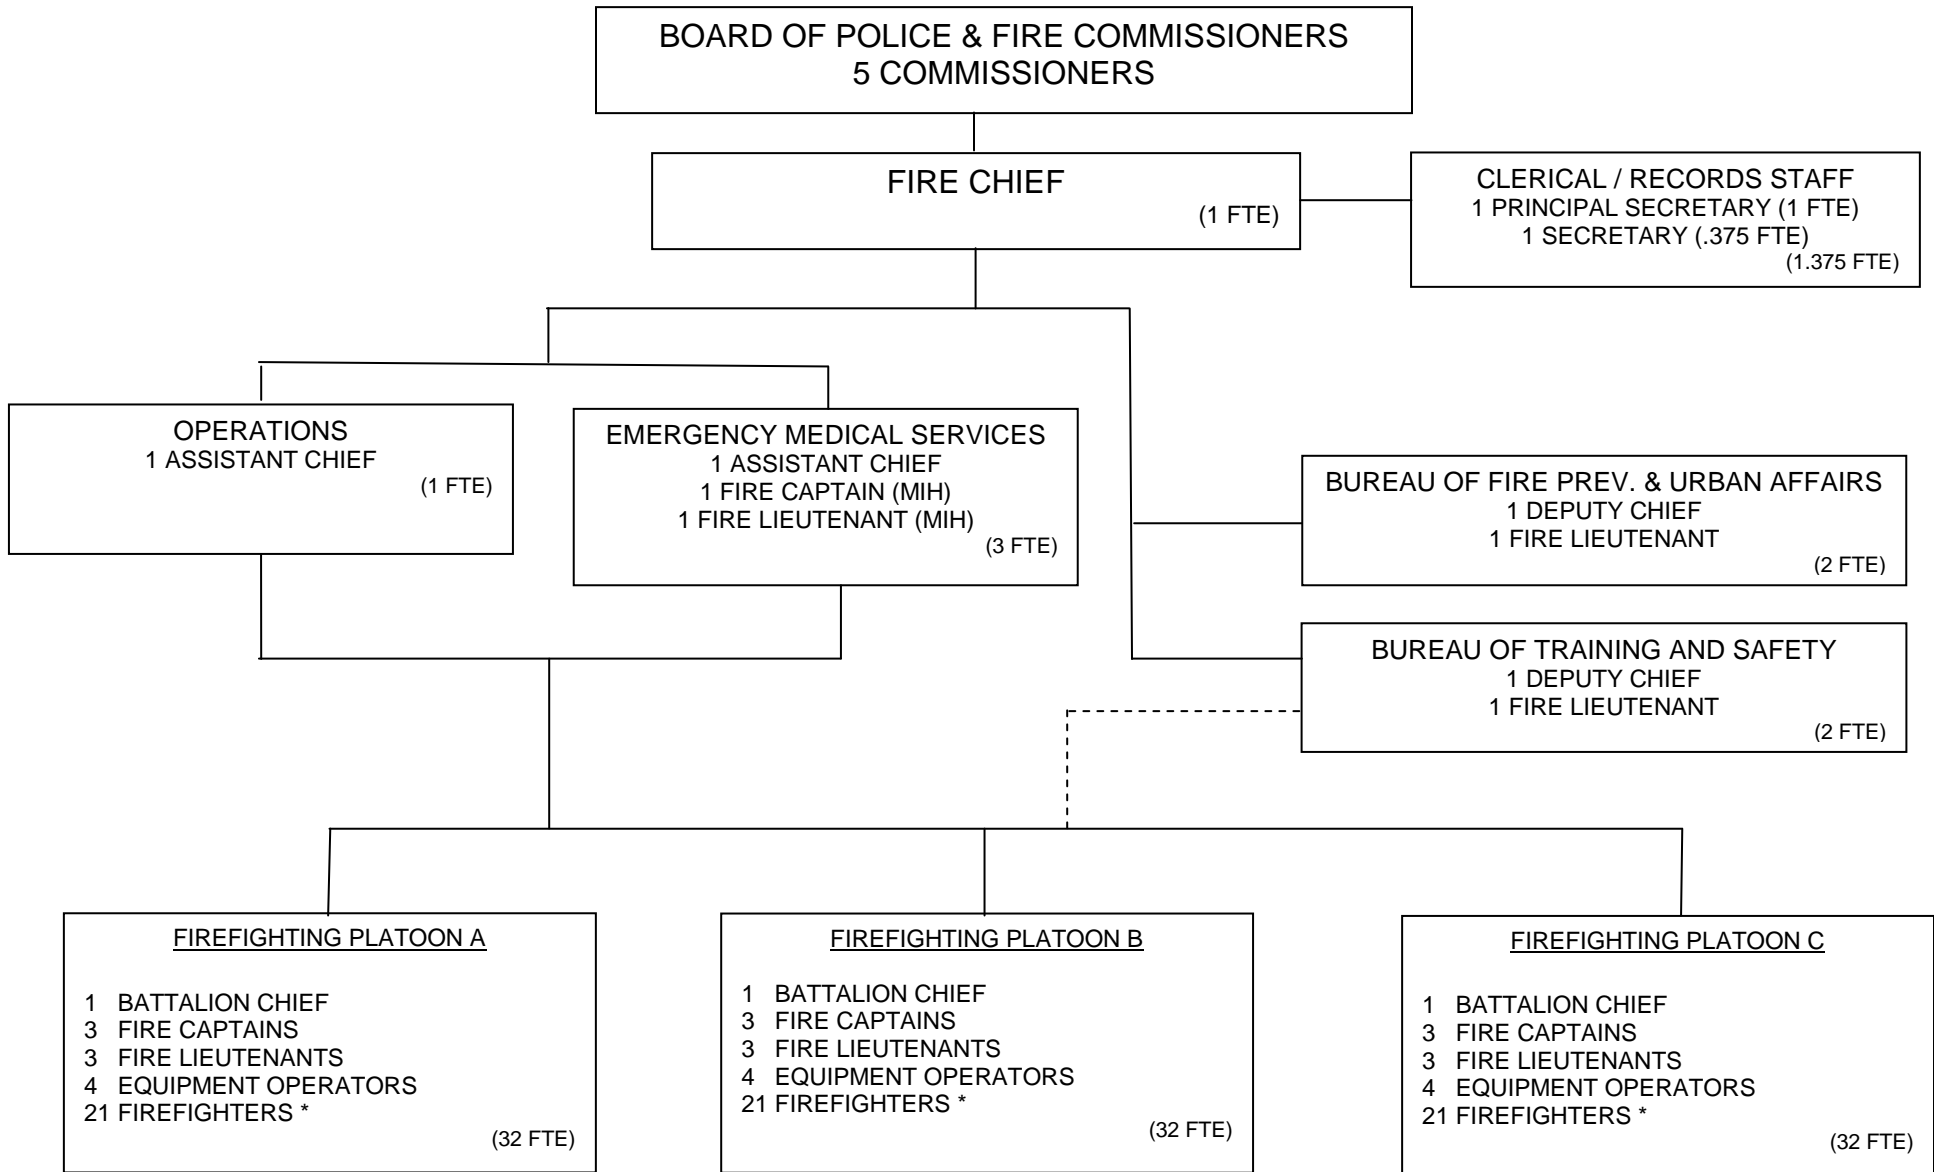 BOARD OF POLICE & FIRE COMMISSIONERS
5 COMMISSIONERS
FIRE CHIEF
(1 FTE)
CLERICAL / RECORDS STAFF
1 PRINCIPAL SECRETARY (1 FTE)
1 SECRETARY (.375 FTE)
(1.375 FTE)
OPERATIONS
1 ASSISTANT CHIEF
(1 FTE)
EMERGENCY MEDICAL SERVICES
1 ASSISTANT CHIEF
1 FIRE CAPTAIN (MIH)
1 FIRE LIEUTENANT (MIH)
(3 FTE)
BUREAU OF FIRE PREV. & URBAN AFFAIRS
1 DEPUTY CHIEF
1 FIRE LIEUTENANT
(2 FTE)
BUREAU OF TRAINING AND SAFETY
1 DEPUTY CHIEF
1 FIRE LIEUTENANT
(2 FTE)
FIREFIGHTING PLATOON A
1 BATTALION CHIEF
3 FIRE CAPTAINS
3 FIRE LIEUTENANTS
4 EQUIPMENT OPERATORS
21 FIREFIGHTERS *
(32 FTE)
FIREFIGHTING PLATOON B
1 BATTALION CHIEF
3 FIRE CAPTAINS
3 FIRE LIEUTENANTS
4 EQUIPMENT OPERATORS
21 FIREFIGHTERS *
(32 FTE)
FIREFIGHTING PLATOON C
1 BATTALION CHIEF
3 FIRE CAPTAINS
3 FIRE LIEUTENANTS
4 EQUIPMENT OPERATORS
21 FIREFIGHTERS *
(32 FTE)